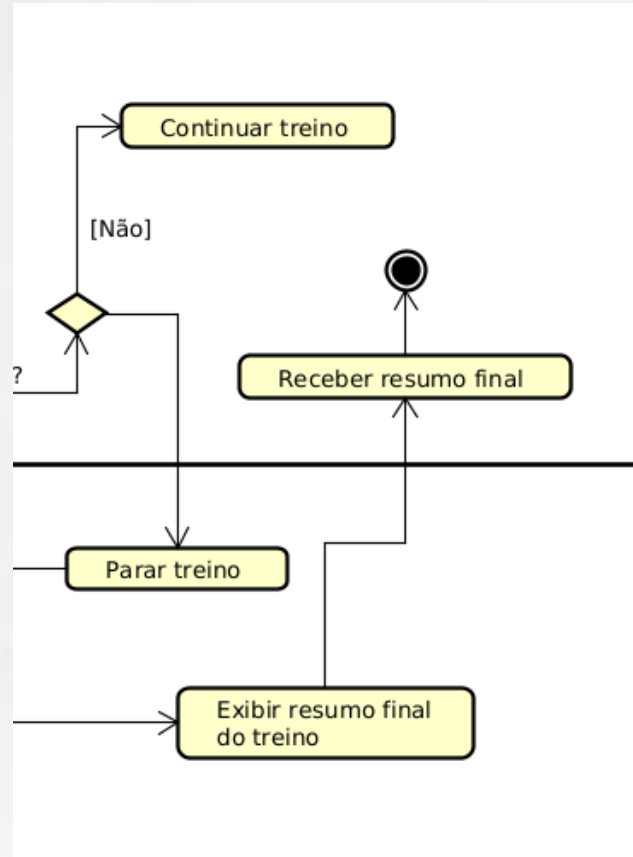 Continuar treino
[Não]
?
Receber resumo final
Parar treino
Exibir resumo final
do treino